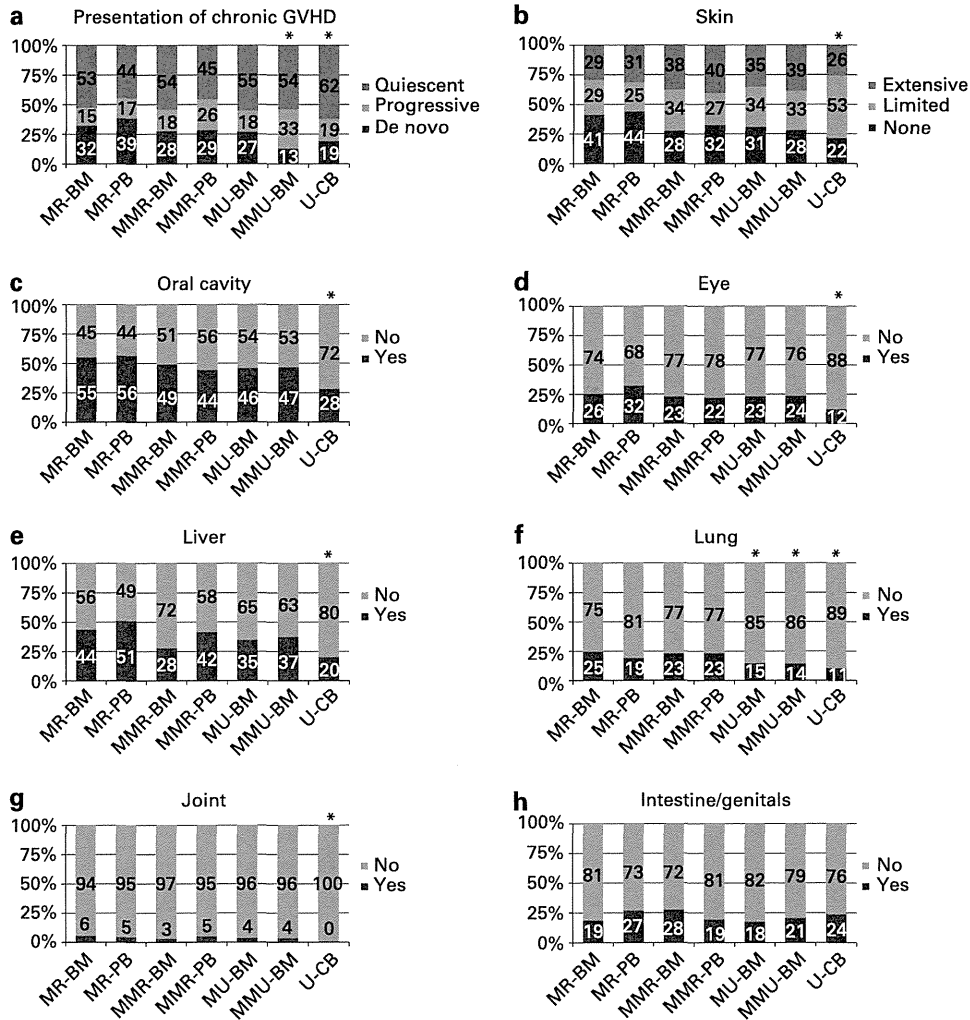 a Presentation of chronic GVHD
* *
100%
75%
50%
25%
0%
53 44 54 45 55 54 62
15 17 18 26 18 33 19
32 39 28 29 27 13 19
Quiescent
Progressive
De novo
MR-BM MR-PB MMR-BM MMR-PB MU-BM MMU-BM U-CB
b Skin
*
100%
75%
50%
25%
0%
29 31 38 40 35 39 26
29 25 34 27 34 33 53
41 44 28 32 31 28 22
Extensive
Limited
None
MR-BM MR-PB MMR-BM MMR-PB MU-BM MMU-BM U-CB
c Oral cavity
*
100%
75%
50%
25%
0%
45 44 51 56 54 53 72
55 56 49 44 46 47 28
No
Yes
MR-BM MR-PB MMR-BM MMR-PB MU-BM MMU-BM U-CB
d Eye
*
100%
75%
50%
25%
0%
74 68 77 78 77 76 88
26 32 23 22 23 24 12
No
Yes
MR-BM MR-PB MMR-BM MMR-PB MU-BM MMU-BM U-CB
e Liver
*
100%
75%
50%
25%
0%
56 49 72 58 65 63 80
44 51 28 42 35 37 20
No
Yes
MR-BM MR-PB MMR-BM MMR-PB MU-BM MMU-BM U-CB
f Lung
* * *
100%
75%
50%
25%
0%
75 81 77 77 85 86 89
25 19 23 23 15 14 11
No
Yes
MR-BM MR-PB MMR-BM MMR-PB MU-BM MMU-BM U-CB
g Joint
*
100%
75%
50%
25%
0%
94 95 97 95 96 96 100
6 5 3 5 4 4 0
No
Yes
MR-BM MR-PB MMR-BM MMR-PB MU-BM MMU-BM U-CB
h Intestine/genitals
100%
75%
50%
25%
0%
81 73 72 81 82 79 76
19 27 28 19 18 21 24
No
Yes
MR-BM MR-PB MMR-BM MMR-PB MU-BM MMU-BM U-CB